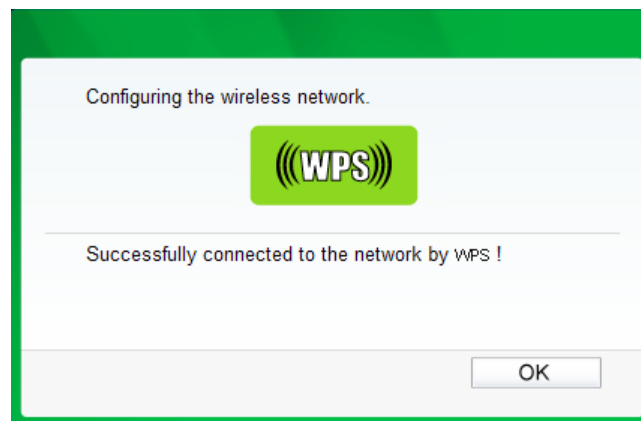 Configuring the wireless network.
(((WPS)))
Successfully connected to the network by WPS !
OK